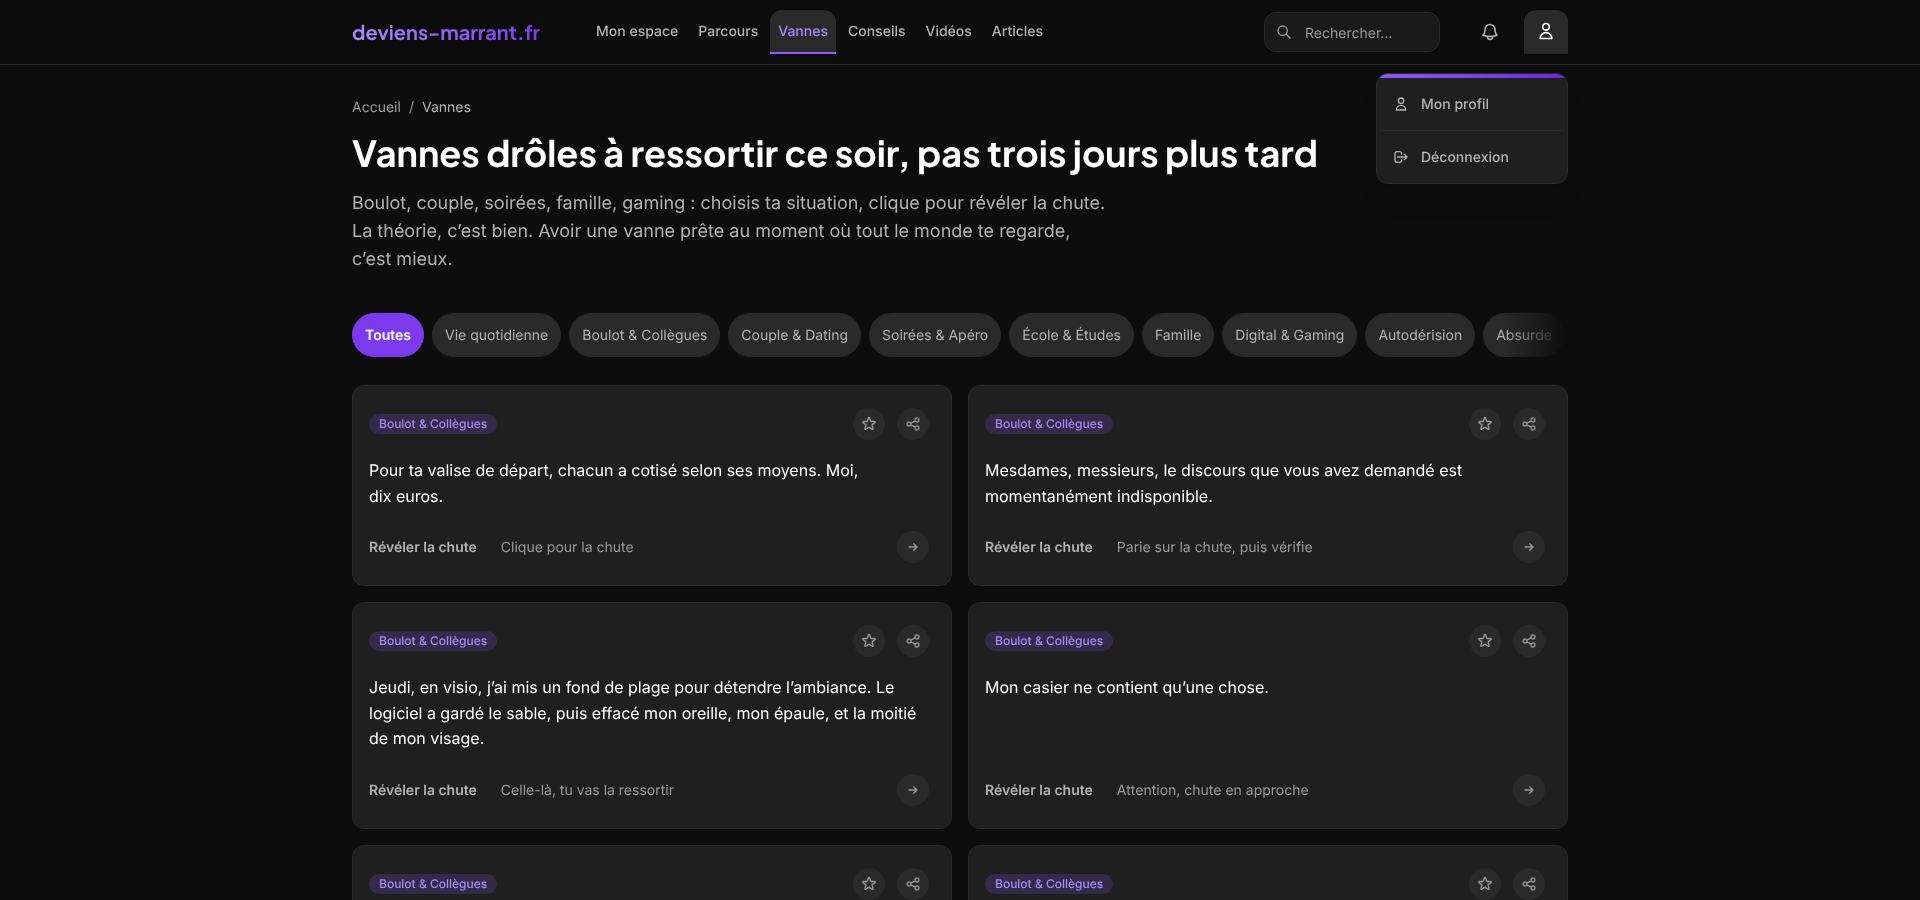 deviens-marrant.fr
Mon espace
Parcours
Vannes
Conseils
Vidéos
Articles
Rechercher...
Mon profil
Déconnexion
Accueil / Vannes
Vannes drôles à ressortir ce soir, pas trois jours plus tard
Boulot, couple, soirées, famille, gaming : choisis ta situation, clique pour révéler la chute.
La théorie, c’est bien. Avoir une vanne prête au moment où tout le monde te regarde,
c’est mieux.
Toutes
Vie quotidienne
Boulot & Collègues
Couple & Dating
Soirées & Apéro
École & Études
Famille
Digital & Gaming
Autodérision
Absurde
Boulot & Collègues
Pour ta valise de départ, chacun a cotisé selon ses moyens. Moi,
dix euros.
Révéler la chute
Clique pour la chute
Boulot & Collègues
Mesdames, messieurs, le discours que vous avez demandé est
momentanément indisponible.
Révéler la chute
Parie sur la chute, puis vérifie
Boulot & Collègues
Jeudi, en visio, j’ai mis un fond de plage pour détendre l’ambiance. Le
logiciel a gardé le sable, puis effacé mon oreille, mon épaule, et la moitié
de mon visage.
Révéler la chute
Celle-là, tu vas la ressortir
Boulot & Collègues
Mon casier ne contient qu’une chose.
Révéler la chute
Attention, chute en approche
Boulot & Collègues
Boulot & Collègues